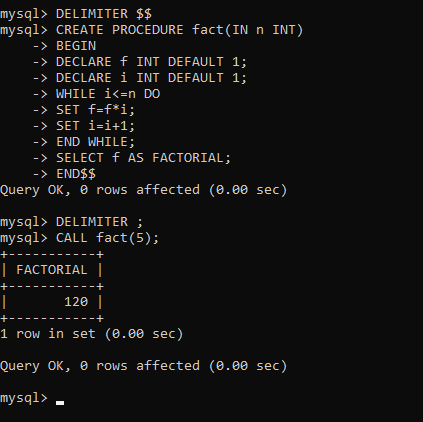 mysql> DELIMITER $$
mysql> CREATE PROCEDURE fact(IN n INT)
    -> BEGIN
    -> DECLARE f INT DEFAULT 1;
    -> DECLARE i INT DEFAULT 1;
    -> WHILE i<=n DO
    -> SET f=f*i;
    -> SET i=i+1;
    -> END WHILE;
    -> SELECT f AS FACTORIAL;
    -> END$$
Query OK, 0 rows affected (0.00 sec)

mysql> DELIMITER ;
mysql> CALL fact(5);
+-----------+
| FACTORIAL |
+-----------+
|       120 |
+-----------+
1 row in set (0.00 sec)

Query OK, 0 rows affected (0.00 sec)

mysql> _